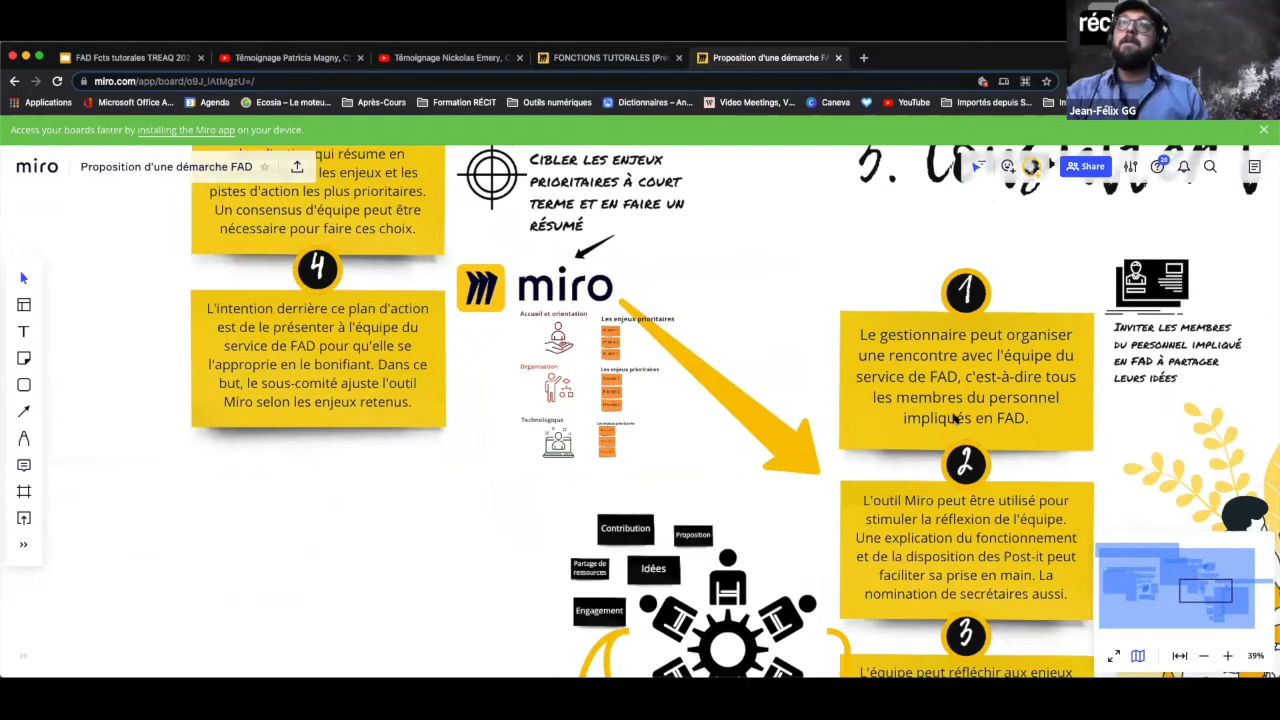 FAD Fcts tutorales TREAQ 202
Témoignage Patricia Magny, C
Témoignage Nickolas Emery, C
FONCTIONS TUTORALES (Pré
Proposition d'une démarche FA
réci
miro.com/app/board/o9J_lAtMgzU=/
Applications
Microsoft Office A...
Agenda
Ecosia – Le moteu...
Après-Cours
Formation RÉCIT
Outils numériques
Dictionnaires – An...
Video Meetings, V...
Caneva
YouTube
Importés depuis S...
Jean-Félix GG
Access your boards faster by installing the Miro app on your device.
miro
Proposition d'une démarche FAD
Share
20
qui résume en
les enjeux et les
pistes d'action les plus prioritaires.
Un consensus d'équipe peut être
nécessaire pour faire ces choix.
4
L'intention derrière ce plan d'action
est de le présenter à l'équipe du
service de FAD pour qu'elle se
l'approprie en le bonifiant. Dans ce
but, le sous-comité ajuste l'outil
Miro selon les enjeux retenus.
Cibler les enjeux
prioritaires à court
terme et en faire un
résumé
miro
Accueil et orientation
Les enjeux prioritaires
Organisation
Les enjeux prioritaires
Technologique
Les enjeux prioritaires
Contribution
Proposition
Partage de
ressources
Idées
Engagement
1
Le gestionnaire peut organiser
une rencontre avec l'équipe du
service de FAD, c'est-à-dire tous
les membres du personnel
impliqués en FAD.
2
L'outil Miro peut être utilisé pour
stimuler la réflexion de l'équipe.
Une explication du fonctionnement
et de la disposition des Post-it peut
faciliter sa prise en main. La
nomination de secrétaires aussi.
3
L'équipe peut réfléchir aux enjeux
Inviter les membres
du personnel impliqué
en FAD à partager
leurs idées
39%